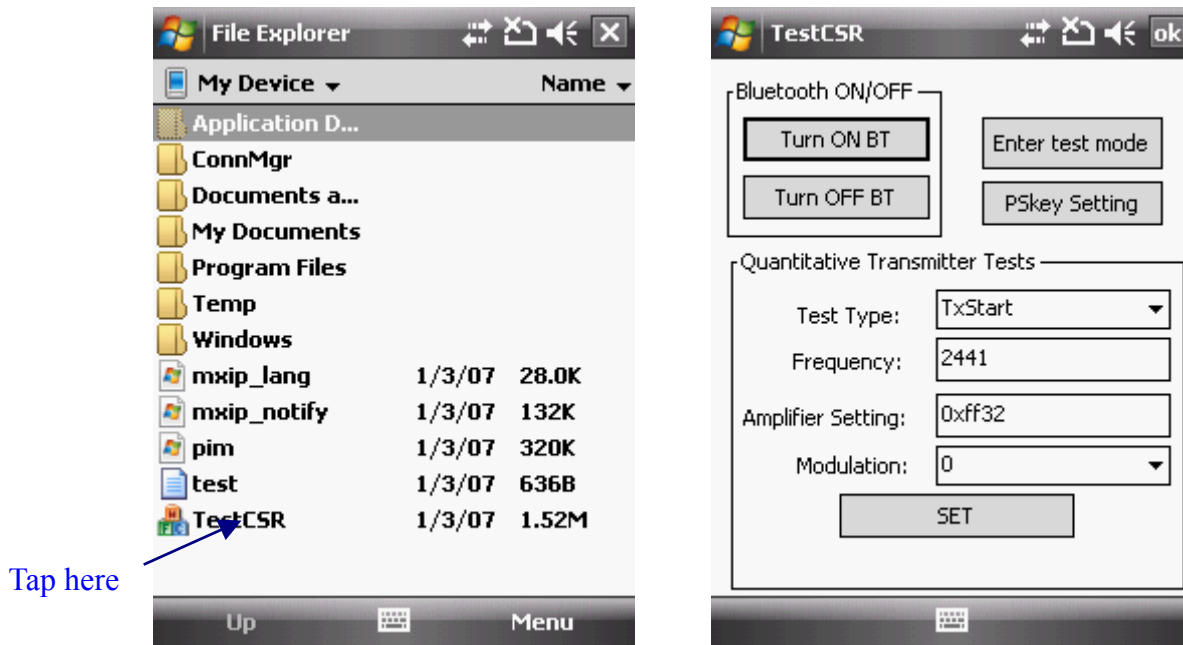 File Explorer
My Device Name
Application D...
ConnMgr
Documents a...
My Documents
Program Files
Temp
Windows
mxip_lang 1/3/07 28.0K
mxip_notify 1/3/07 132K
pim 1/3/07 320K
test 1/3/07 636B
TestCSR 1/3/07 1.52M
Tap here
Up Menu
TestCSR ok
Bluetooth ON/OFF
Turn ON BT
Turn OFF BT
Enter test mode
PSkey Setting
Quantitative Transmitter Tests
Test Type: TxStart
Frequency: 2441
Amplifier Setting: 0xff32
Modulation: 0
SET